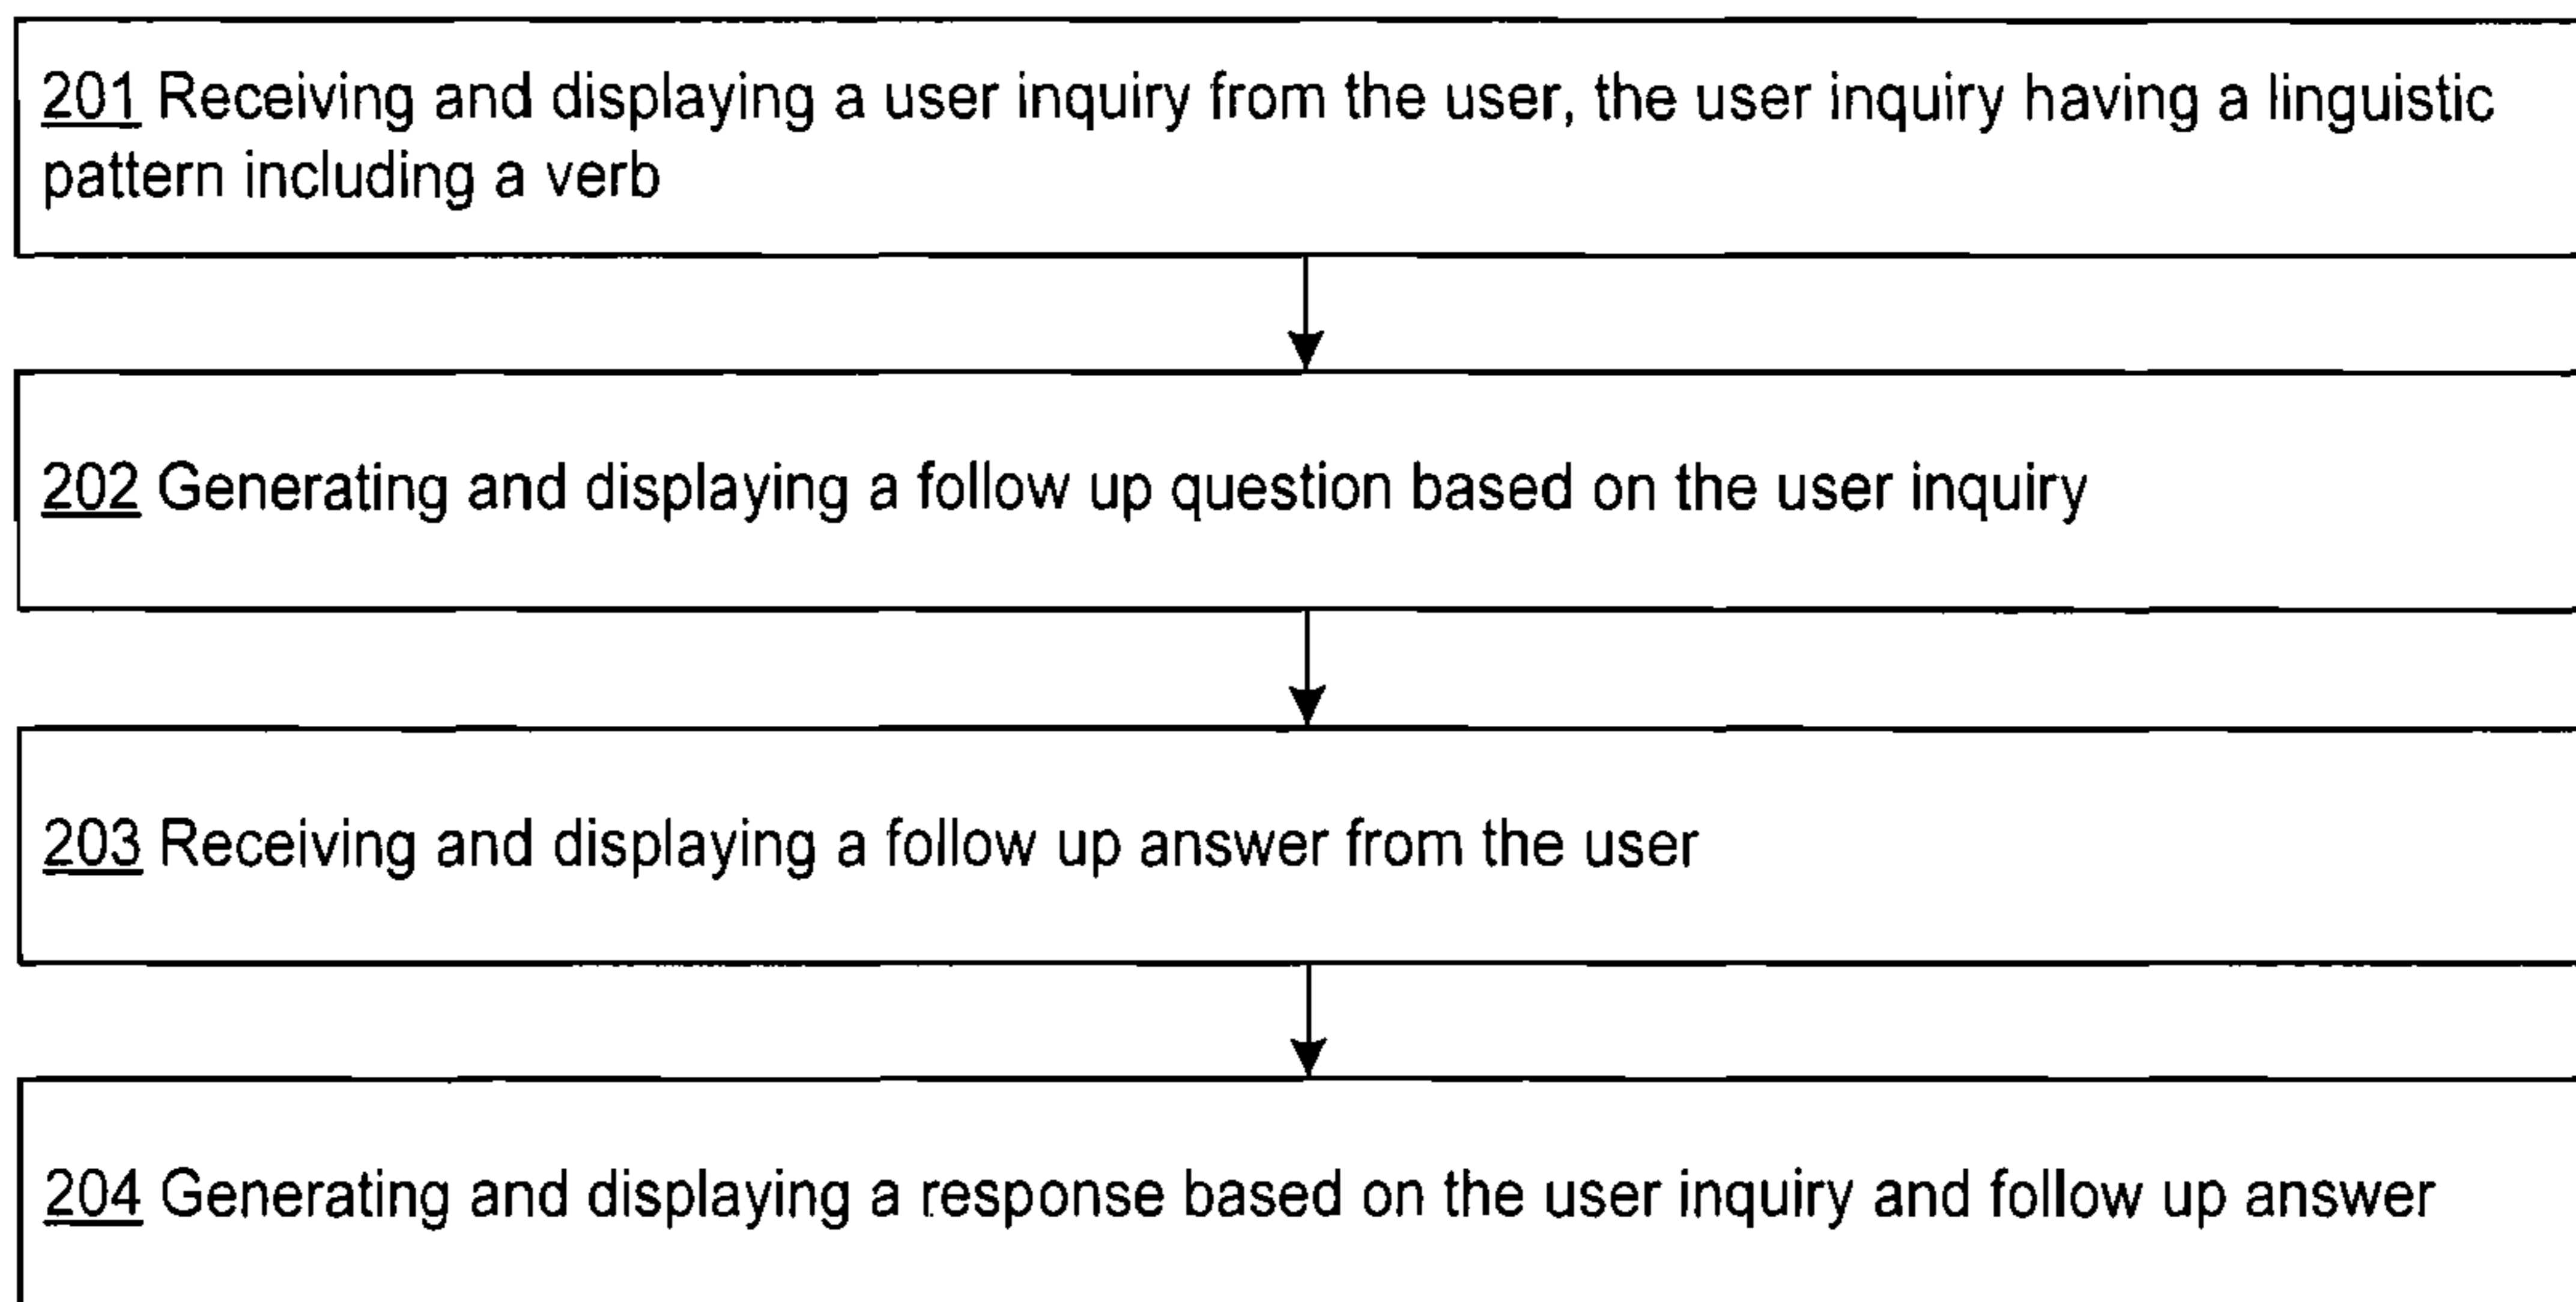 201 Receiving and displaying a user inquiry from the user, the user inquiry having a linguistic
pattern including a verb
202 Generating and displaying a follow up question based on the user inquiry
203 Receiving and displaying a follow up answer from the user
204 Generating and displaying a response based on the user inquiry and follow up answer